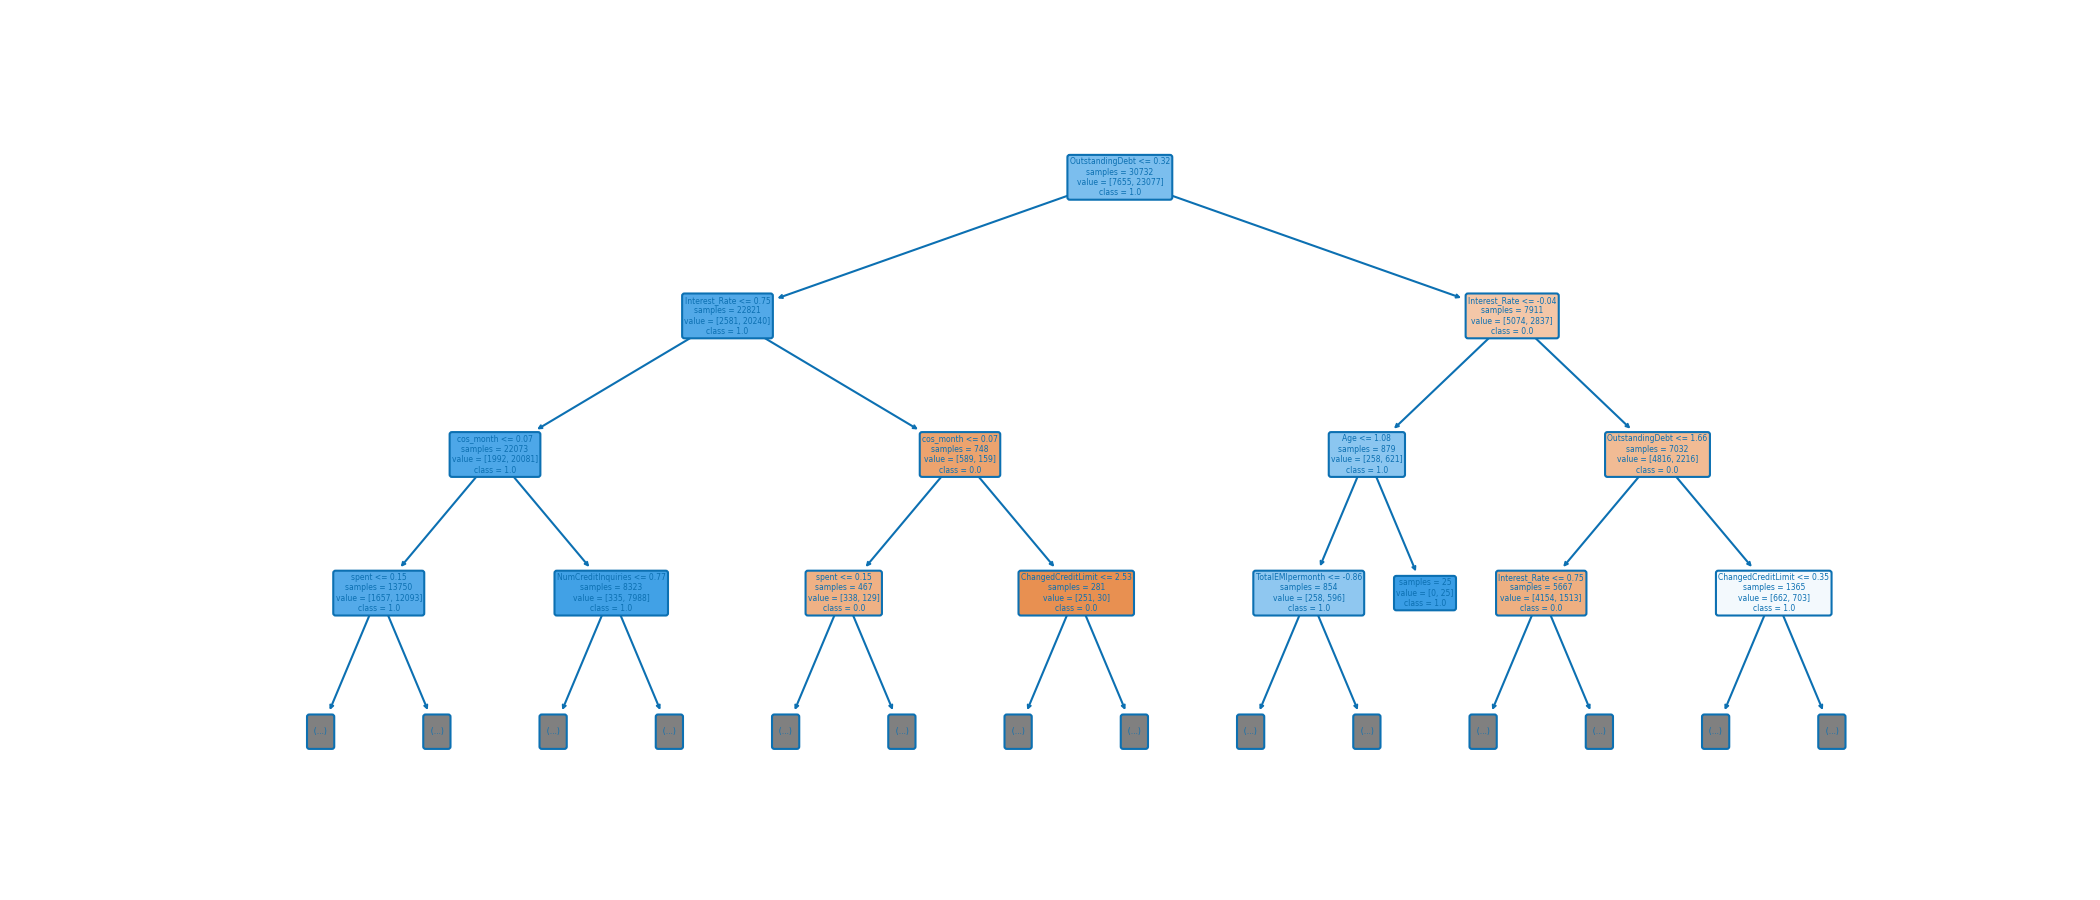 OutstandingDebt <= 0.32
samples = 30732
value = [7655, 23077]
class = 1.0
Interest_Rate <= 0.75
samples = 22821
value = [2581, 20240]
class = 1.0
Interest_Rate <= -0.04
samples = 7911
value = [5074, 2837]
class = 0.0
cos_month <= 0.07
samples = 22073
value = [1992, 20081]
class = 1.0
cos_month <= 0.07
samples = 748
value = [589, 159]
class = 0.0
Age <= 1.08
samples = 879
value = [258, 621]
class = 1.0
OutstandingDebt <= 1.66
samples = 7032
value = [4816, 2216]
class = 0.0
spent <= 0.15
samples = 13750
value = [1657, 12093]
class = 1.0
NumCreditInquiries <= 0.77
samples = 8323
value = [335, 7988]
class = 1.0
spent <= 0.15
samples = 467
value = [338, 129]
class = 0.0
ChangedCreditLimit <= 2.53
samples = 281
value = [251, 30]
class = 0.0
TotalEMIpermonth <= -0.86
samples = 854
value = [258, 596]
class = 1.0
samples = 25
value = [0, 25]
class = 1.0
Interest_Rate <= 0.75
samples = 5667
value = [4154, 1513]
class = 0.0
ChangedCreditLimit <= 0.35
samples = 1365
value = [662, 703]
class = 1.0
(...)
(...)
(...)
(...)
(...)
(...)
(...)
(...)
(...)
(...)
(...)
(...)
(...)
(...)